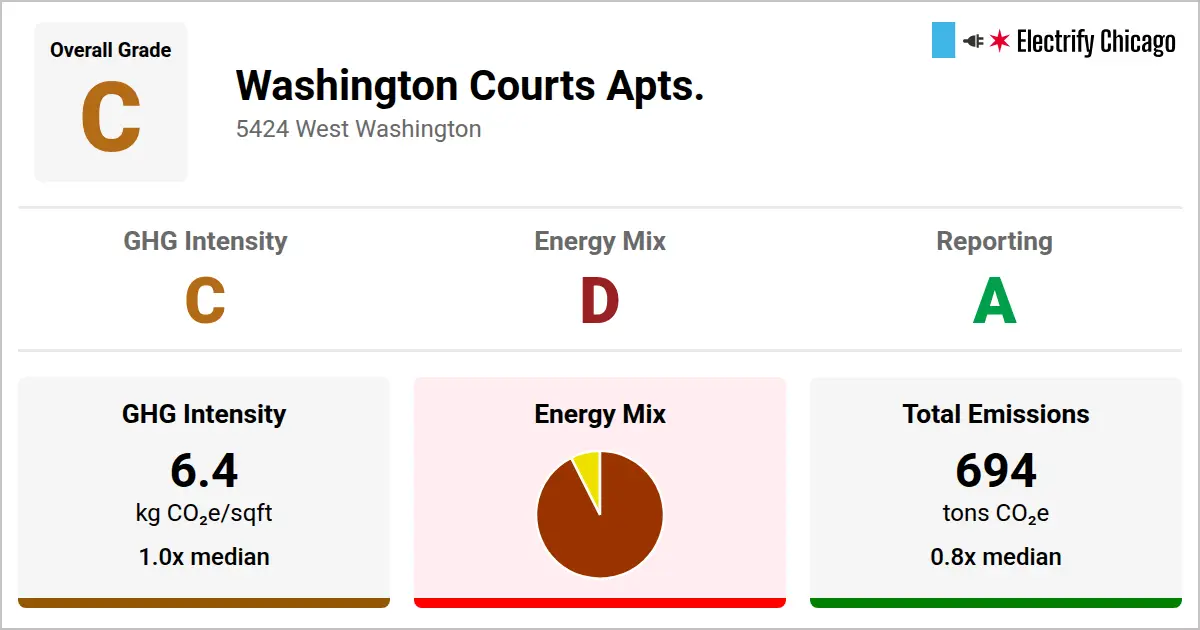 Overall Grade
C
Washington Courts Apts.
5424 West Washington
Electrify Chicago
GHG Intensity
C
Energy Mix
D
Reporting
A
GHG Intensity
6.4
kg CO₂e/sqft
1.0x median
Energy Mix
Total Emissions
694
tons CO₂e
0.8x median